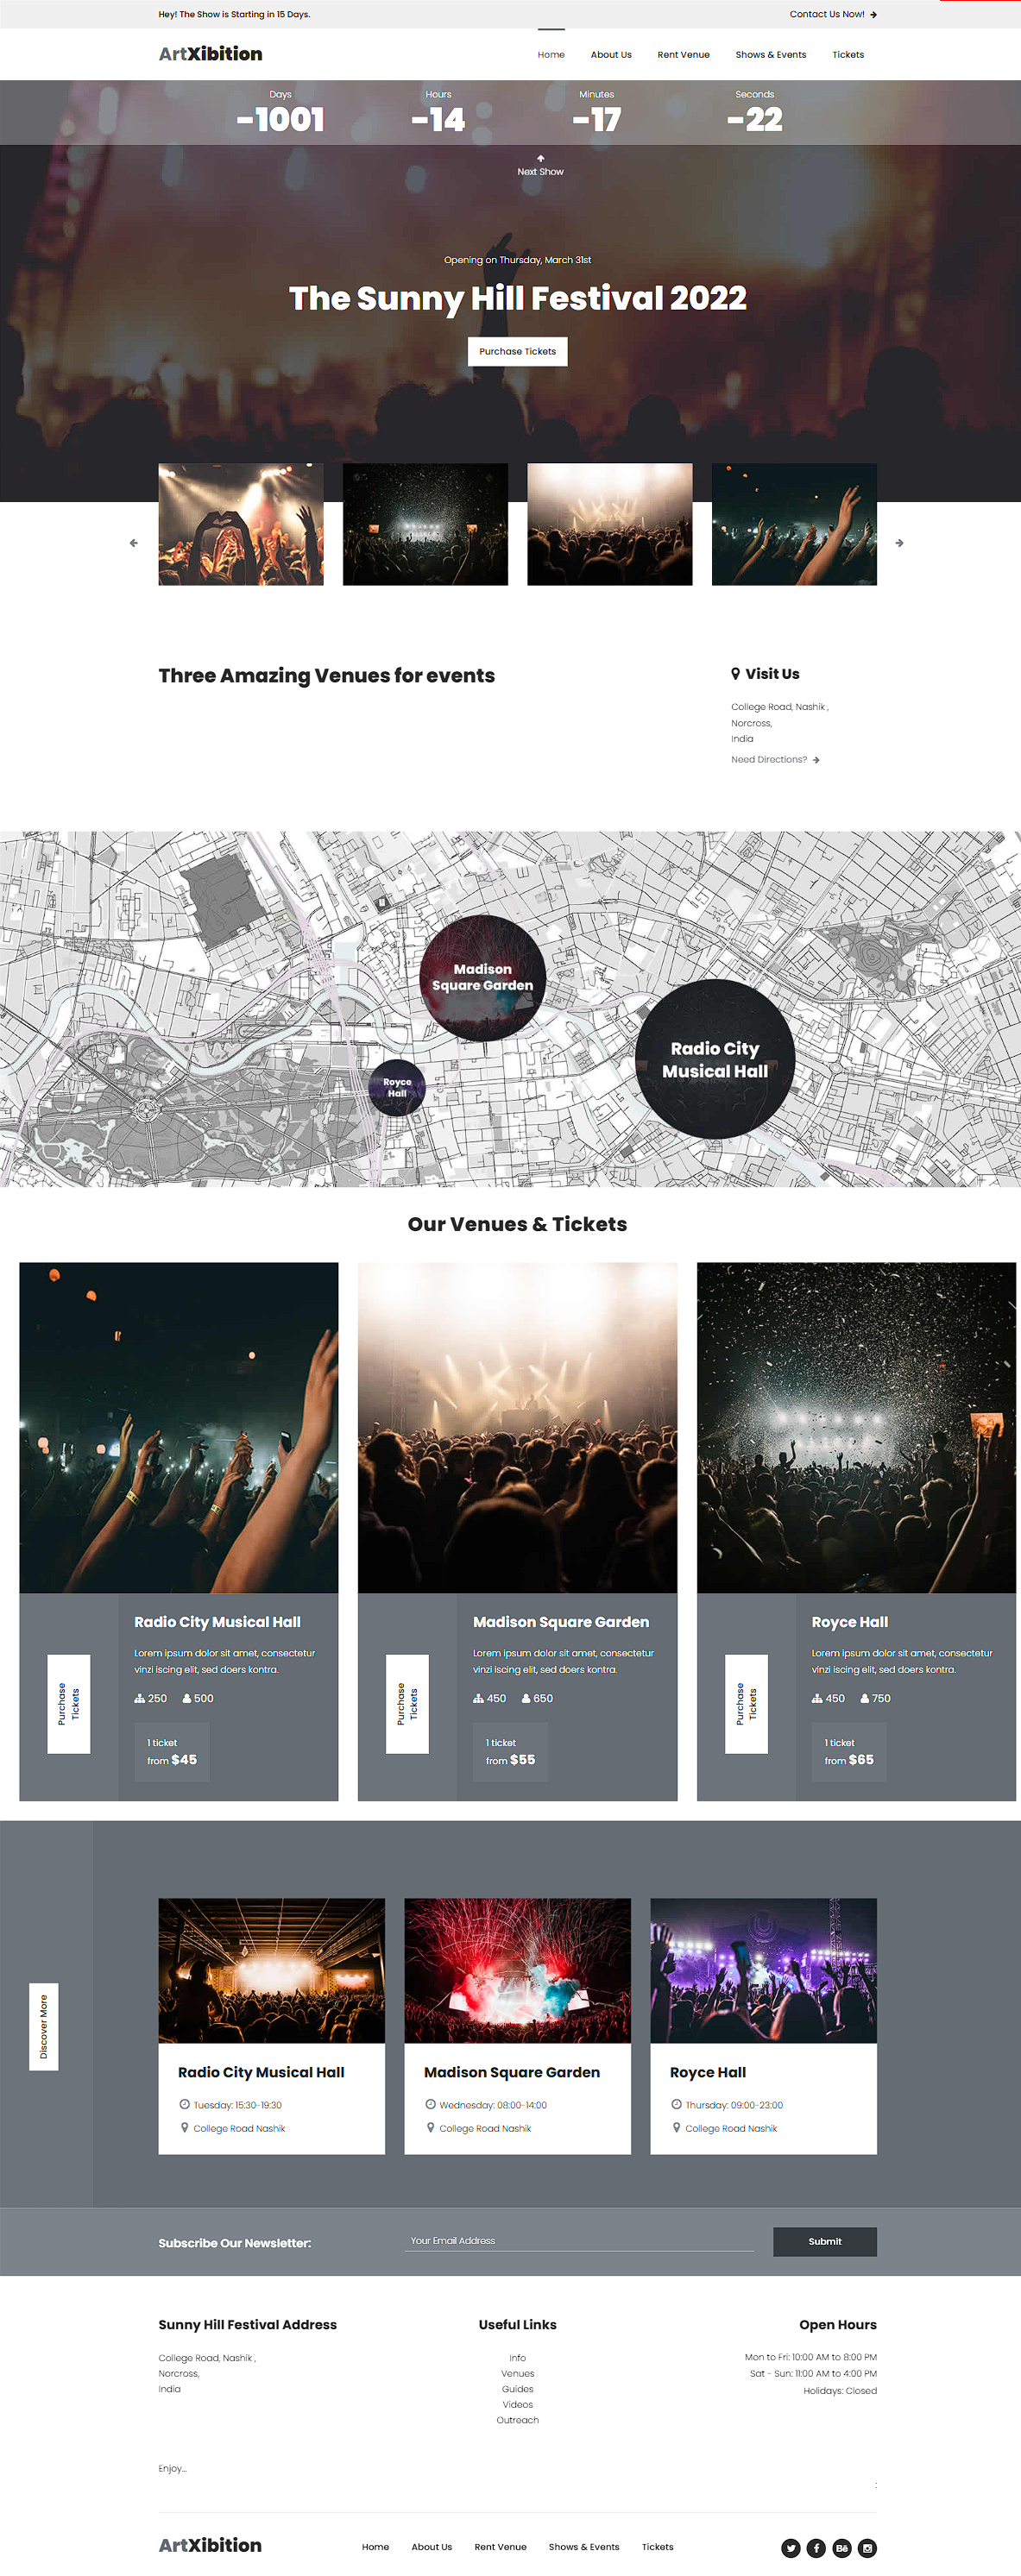 Hey! The Show is Starting in 15 Days.
Contact Us Now!
ArtXibition
Home About Us Rent Venue Shows & Events Tickets
Days Hours Minutes Seconds
-1001 -14 -17 -22
Next Show
Opening on Thursday, March 31st
The Sunny Hill Festival 2022
Purchase Tickets
Three Amazing Venues for events
Visit Us
College Road, Nashik ,
Norcross,
India
Need Directions?
Madison
Square Garden
Radio City
Musical Hall
Royce
Hall
Our Venues & Tickets
Radio City Musical Hall
Lorem ipsum dolor sit amet, consectetur
vinzi iscing elit, sed doers kontra.
250 500
Purchase
Tickets
1 ticket
from $45
Madison Square Garden
Lorem ipsum dolor sit amet, consectetur
vinzi iscing elit, sed doers kontra.
450 650
Purchase
Tickets
1 ticket
from $55
Royce Hall
Lorem ipsum dolor sit amet, consectetur
vinzi iscing elit, sed doers kontra.
450 750
Purchase
Tickets
1 ticket
from $65
Discover More
Radio City Musical Hall
Tuesday: 15:30-19:30
College Road Nashik
Madison Square Garden
Wednesday: 08:00-14:00
College Road Nashik
Royce Hall
Thursday: 09:00-23:00
College Road Nashik
Subscribe Our Newsletter:
Your Email Address
Submit
Sunny Hill Festival Address
College Road, Nashik ,
Norcross,
India
Useful Links
Info
Venues
Guides
Videos
Outreach
Open Hours
Mon to Fri: 10:00 AM to 8:00 PM
Sat - Sun: 11:00 AM to 4:00 PM
Holidays: Closed
Enjoy...
:
ArtXibition
Home About Us Rent Venue Shows & Events Tickets